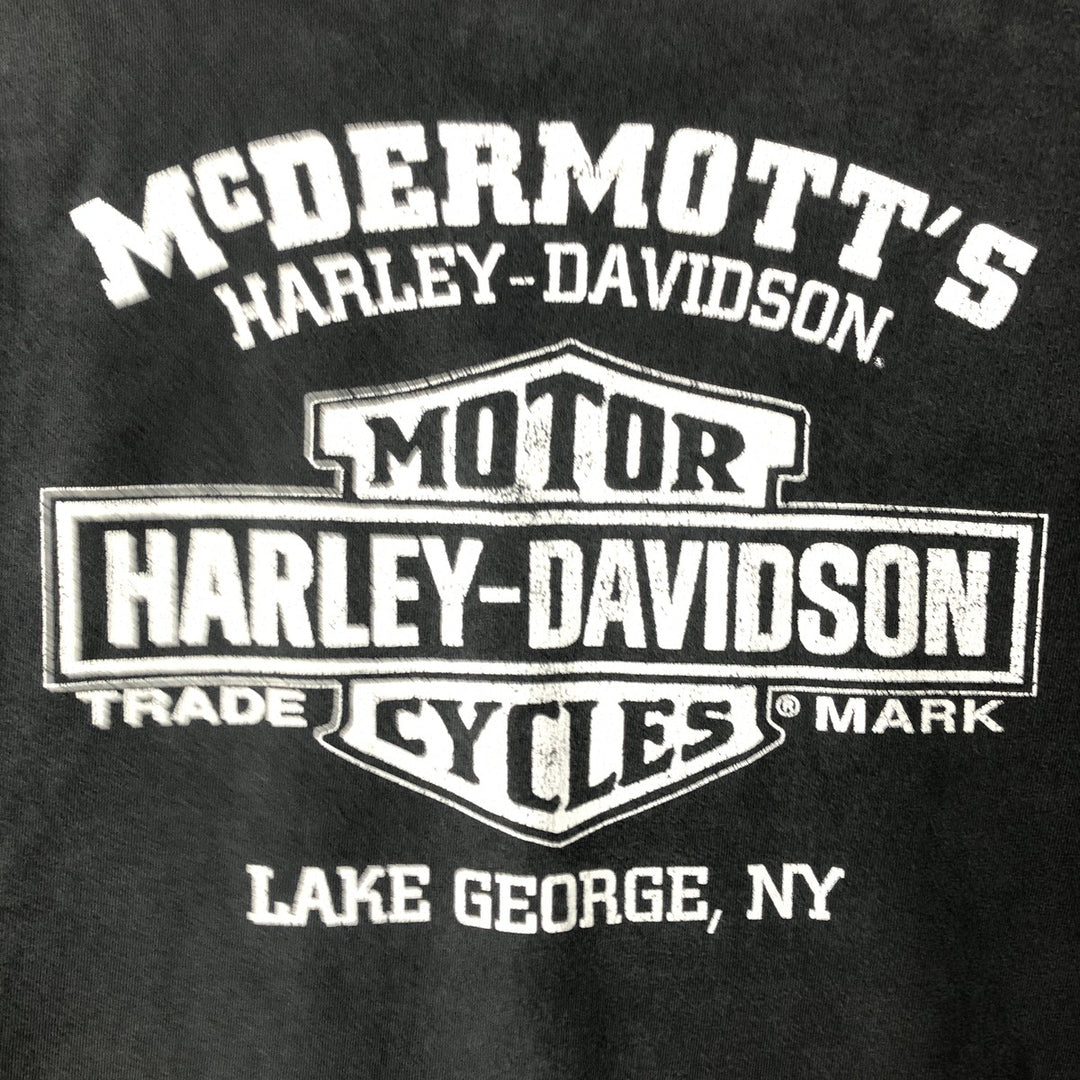 McDERMOTT'S
HARLEY-DAVIDSON.
MOTOR
HARLEY-DAVIDSON
TRADE CYCLES ® MARK
LAKE GEORGE, NY